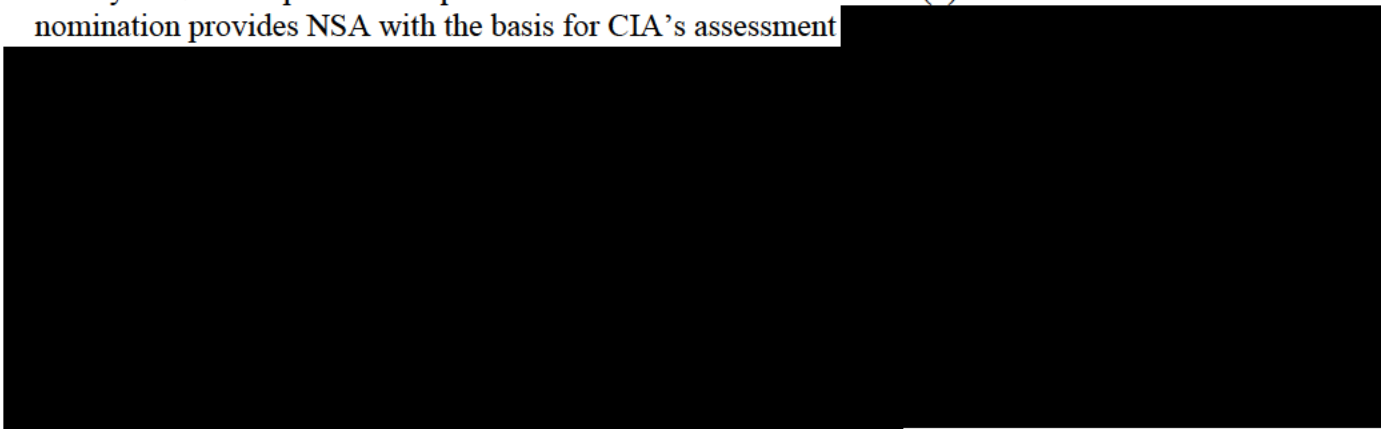 nomination provides NSA with the basis for CIA’s assessment